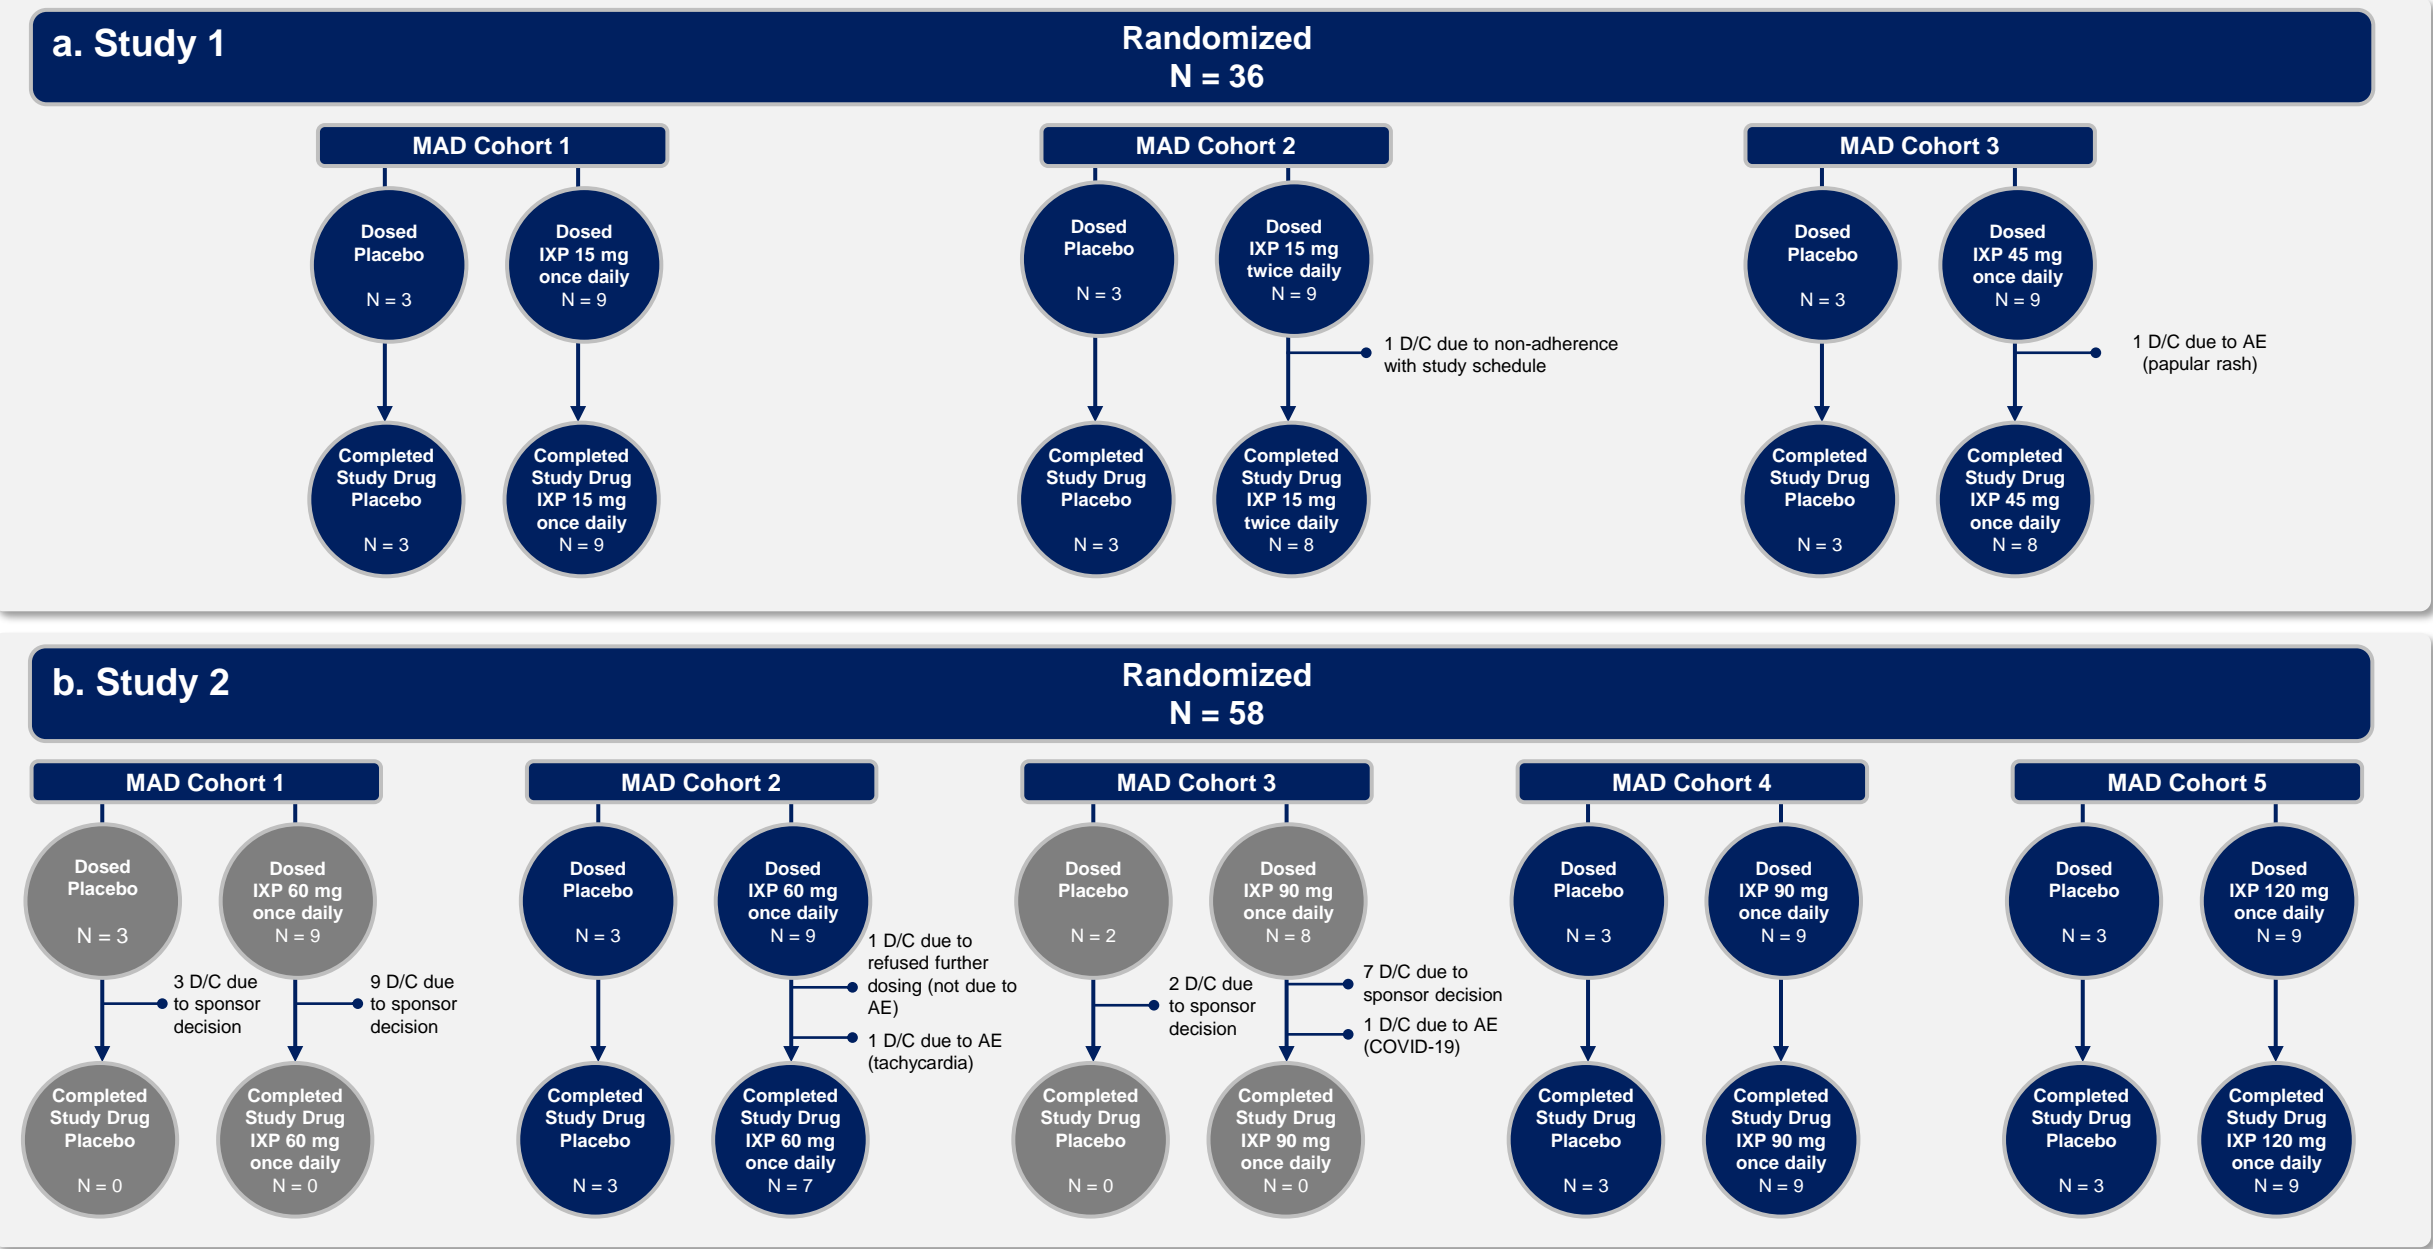 a. Study 1
Randomized
N = 36
MAD Cohort 1
Dosed
Placebo
N = 3
Dosed
IXP 15 mg
once daily
N = 9
Completed
Study Drug
Placebo
N = 3
Completed
Study Drug
IXP 15 mg
once daily
N = 9
MAD Cohort 2
Dosed
Placebo
N = 3
Dosed
IXP 15 mg
twice daily
N = 9
1 D/C due to non-adherence
with study schedule
Completed
Study Drug
Placebo
N = 3
Completed
Study Drug
IXP 15 mg
twice daily
N = 8
MAD Cohort 3
Dosed
Placebo
N = 3
Dosed
IXP 45 mg
once daily
N = 9
1 D/C due to AE
(papular rash)
Completed
Study Drug
Placebo
N = 3
Completed
Study Drug
IXP 45 mg
once daily
N = 8
b. Study 2
Randomized
N = 58
MAD Cohort 1
Dosed
Placebo
N = 3
Dosed
IXP 60 mg
once daily
N = 9
3 D/C due
to sponsor
decision
9 D/C due
to sponsor
decision
Completed
Study Drug
Placebo
N = 0
Completed
Study Drug
IXP 60 mg
once daily
N = 0
MAD Cohort 2
Dosed
Placebo
N = 3
Dosed
IXP 60 mg
once daily
N = 9
1 D/C due to
refused further
dosing (not due to
AE)
1 D/C due to AE
(tachycardia)
Completed
Study Drug
Placebo
N = 3
Completed
Study Drug
IXP 60 mg
once daily
N = 7
MAD Cohort 3
Dosed
Placebo
N = 2
Dosed
IXP 90 mg
once daily
N = 8
2 D/C due
to sponsor
decision
7 D/C due to
sponsor decision
1 D/C due to AE
(COVID-19)
Completed
Study Drug
Placebo
N = 0
Completed
Study Drug
IXP 90 mg
once daily
N = 0
MAD Cohort 4
Dosed
Placebo
N = 3
Dosed
IXP 90 mg
once daily
N = 9
Completed
Study Drug
Placebo
N = 3
Completed
Study Drug
IXP 90 mg
once daily
N = 9
MAD Cohort 5
Dosed
Placebo
N = 3
Dosed
IXP 120 mg
once daily
N = 9
Completed
Study Drug
Placebo
N = 3
Completed
Study Drug
IXP 120 mg
once daily
N = 9